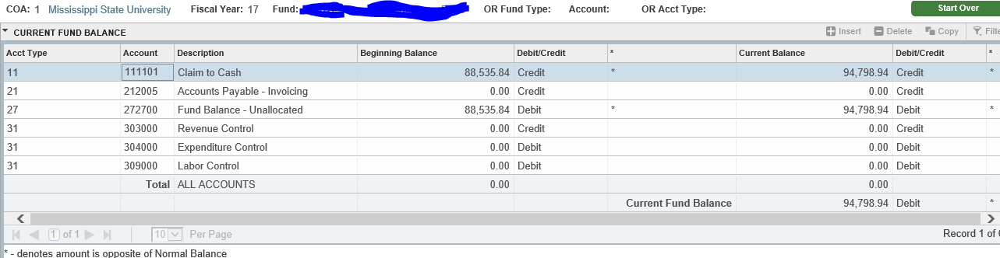 COA: 1 Mississippi State University Fiscal Year: 17 Fund: OR Fund Type: Account: OR Acct Type: Start Over
CURRENT FUND BALANCE Insert Delete Copy
Acct Type Account Description Beginning Balance Debit/Credit * Current Balance Debit/Credit *
11 111101 Claim to Cash 88,535.84 Credit * 94,798.94 Credit *
21 212005 Accounts Payable - Invoicing 0.00 Credit 0.00 Credit
27 272700 Fund Balance - Unallocated 88,535.84 Debit * 94,798.94 Debit *
31 303000 Revenue Control 0.00 Credit 0.00 Credit
31 304000 Expenditure Control 0.00 Debit 0.00 Debit
31 309000 Labor Control 0.00 Debit 0.00 Debit
Total ALL ACCOUNTS 0.00 0.00
Current Fund Balance 94,798.94 Debit *
1 of 1 10 Per Page Record 1 of
* - denotes amount is opposite of Normal Balance